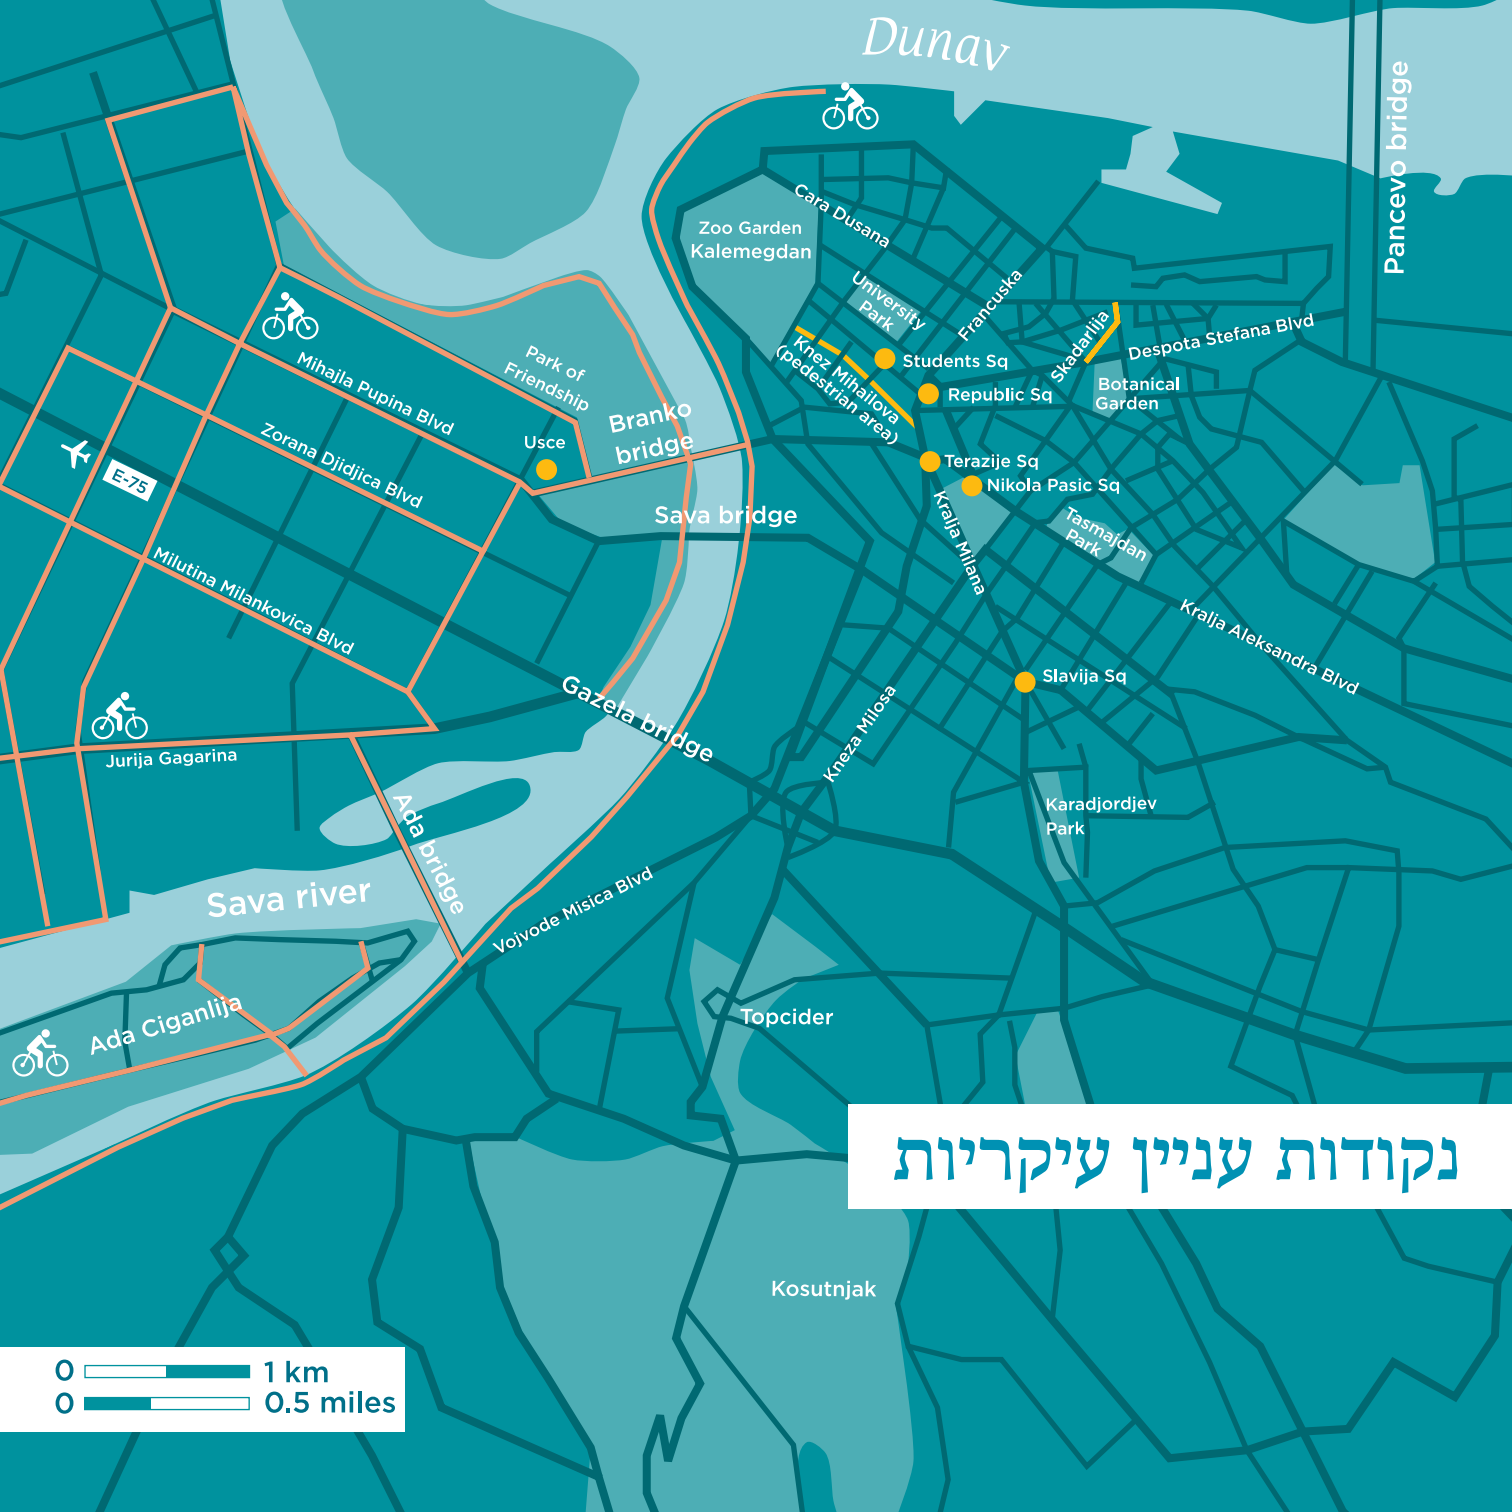 Dunav
Pancevo bridge
Cara Dusana
Zoo Garden
Kalemegdan
University
Park
Francuska
Skadarlija
Despota Stefana Blvd
Knez Mihailova
(pedestrian area)
Students Sq
Republic Sq
Botanical
Garden
Park of
Friendship
Mihajla Pupina Blvd
Branko
bridge
Usce
Zorana Djidjica Blvd
E-75
Terazije Sq
Nikola Pasic Sq
Sava bridge
Kralja Milana
Tasmajdan
Park
Milutina Milankovica Blvd
Kralja Aleksandra Blvd
Slavija Sq
Gazela bridge
Kneza Milosa
Jurija Gagarina
Ada bridge
Karadjordjev
Park
Sava river
Vojvode Misica Blvd
Ada Ciganlija
Topcider
נקודות עניין עיקריות
Kosutnjak
0 1 km
0 0.5 miles